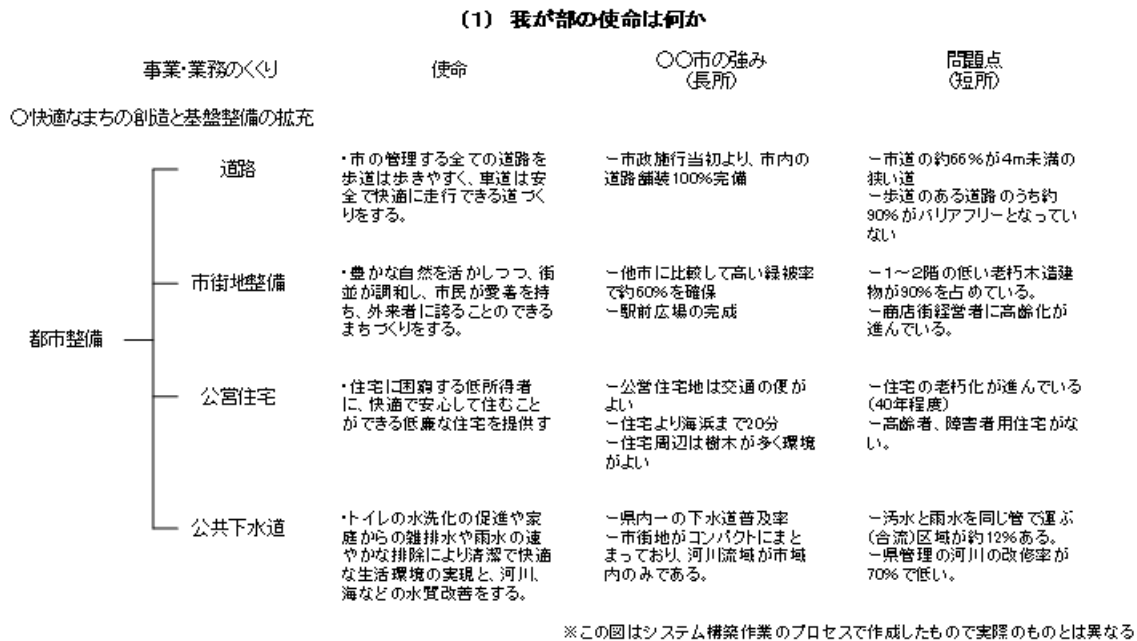 (1) 我が部の使命は何か
事業・業務のくくり
使命
〇〇市の強み
(長所)
問題点
(短所)
〇快適なまちの創造と基盤整備の拡充
都市整備
道路
・市の管理する全ての道路を
歩道は歩きやすく、車道は安
全で快適に走行できる道づく
りをする。
－市政施行当初より、市内の
道路舗装100%完備
－市道の約66%が4m未満の
狭い道
－歩道のある道路のうち約
90%がバリアフリーとなってい
ない
市街地整備
・豊かな自然を活かしつつ、街
並が調和し、市民が愛着を持
ち、外来者に誇ることのできる
まちづくりをする。
－他市に比較して高い緑被率
で約60%を確保
－駅前広場の完成
－1～2階の低い老朽木造建
物が90%を占めている。
－商店街経営者に高齢化が
進んでいる。
公営住宅
・住宅に困窮する低所得者
に、快適で安心して住むこと
ができる低廉な住宅を提供す
－公営住宅地は交通の便が
よい
－住宅より海浜まで20分
－住宅周辺は樹木が多く環境
がよい
－住宅の老朽化が進んでいる
(40年程度)
－高齢者、障害者用住宅がな
い。
公共下水道
・トイレの水洗化の促進や家
庭からの雑排水や雨水の速
やかな排除により清潔で快適
な生活環境の実現と、河川、
海などの水質改善をする。
－県内一の下水道普及率
－市街地がコンパクトにまと
まっており、河川流域が市域
内のみである。
－汚水と雨水を同じ管で運ぶ
(合流)区域が約12%ある。
－県管理の河川の改修率が
70%で低い。
※この図はシステム構築作業のプロセスで作成したもので実際のものとは異なる